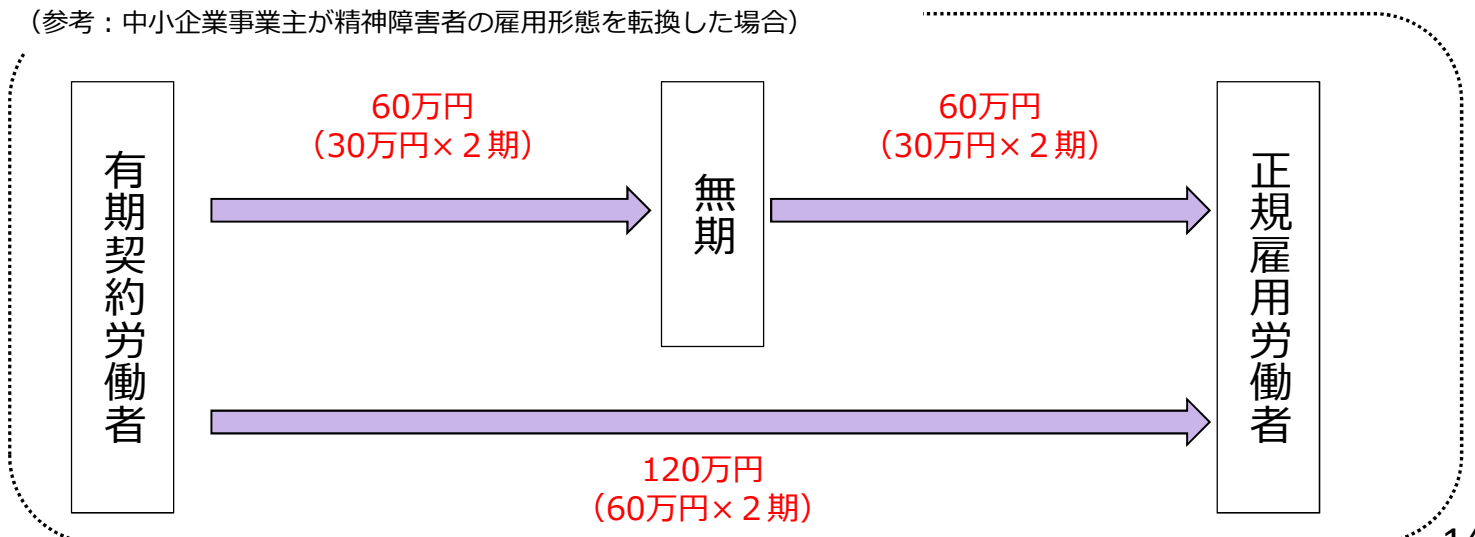 （参考：中小企業事業主が精神障害者の雇用形態を転換した場合）
有期契約労働者
60万円
（30万円×２期）
無期
60万円
（30万円×２期）
正規雇用労働者
120万円
（60万円×２期）